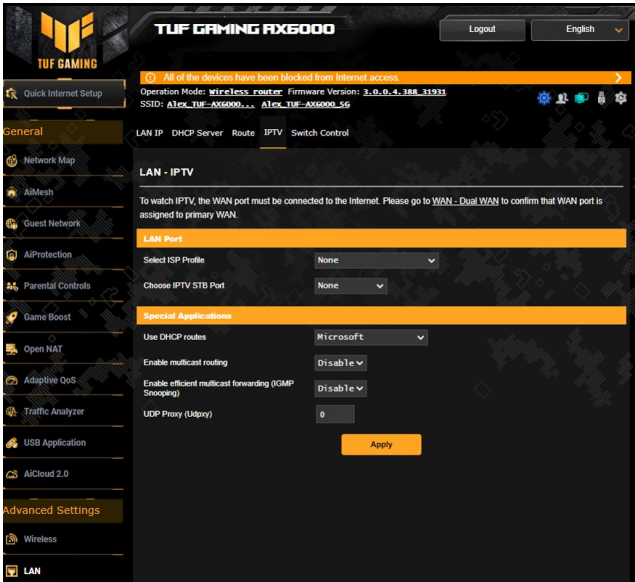 TUF GAMING AX6000
Logout
English
TUF GAMING
All of the devices have been blocked from Internet access.
Quick Internet Setup
Operation Mode: Wireless router Firmware Version: 3.0.0.4.388_31931
SSID: Alex_TUF-AX6000... Alex_TUF-AX6000_5G
General
LAN IP DHCP Server Route IPTV Switch Control
Network Map
LAN - IPTV
AiMesh
To watch IPTV, the WAN port must be connected to the Internet. Please go to WAN - Dual WAN to confirm that WAN port is
assigned to primary WAN.
Guest Network
LAN Port
AiProtection
Select ISP Profile None
Parental Controls
Choose IPTV STB Port None
Game Boost
Special Applications
Use DHCP routes Microsoft
Open NAT
Enable multicast routing Disable
Adaptive QoS
Enable efficient multicast forwarding (IGMP
Snooping) Disable
Traffic Analyzer
UDP Proxy (Udpxy) 0
USB Application
Apply
AiCloud 2.0
Advanced Settings
Wireless
LAN